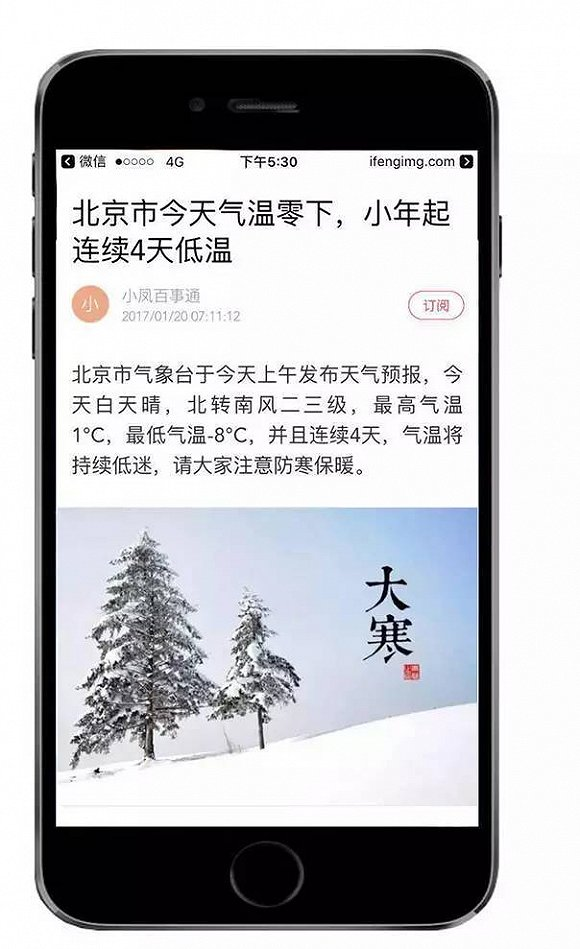 微信 4G 下午5:30 ifengimg.com
北京市今天气温零下，小年起
连续4天低温
小 小凤百事通 订阅
2017/01/20 07:11:12
北京市气象台于今天上午发布天气预报，今
天白天晴，北转南风二三级，最高气温
1°C，最低气温-8°C，并且连续4天，气温将
持续低迷，请大家注意防寒保暖。
大
寒